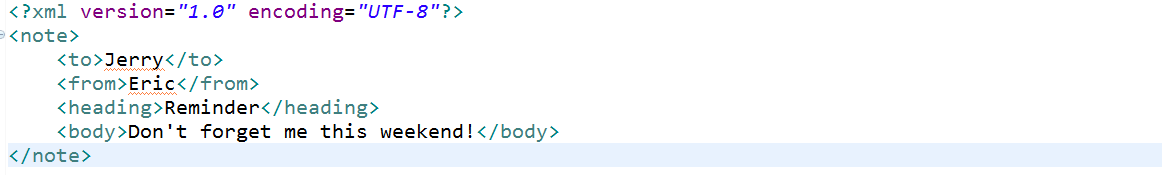 <?xml version="1.0" encoding="UTF-8"?>
<note>
    <to>Jerry</to>
    <from>Eric</from>
    <heading>Reminder</heading>
    <body>Don't forget me this weekend!</body>
</note>